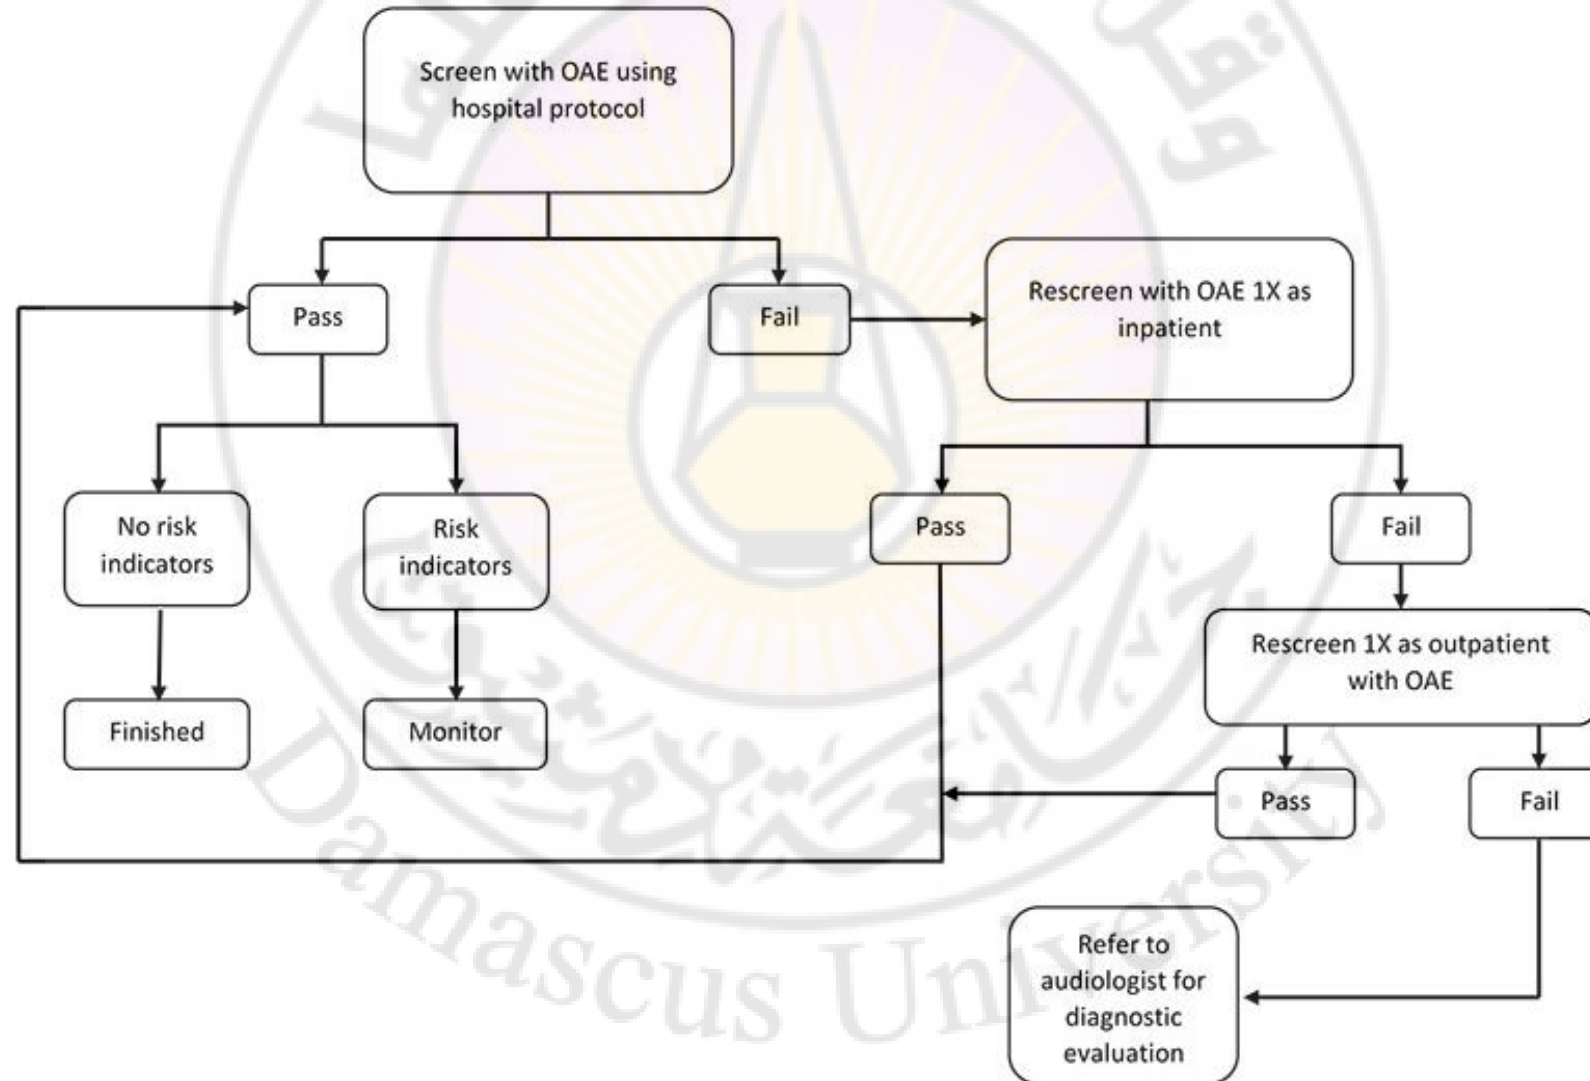 Screen with OAE using
hospital protocol
Pass
Fail
Rescreen with OAE 1X as
inpatient
No risk
indicators
Risk
indicators
Pass
Fail
Rescreen 1X as outpatient
with OAE
Finished
Monitor
Pass
Fail
Refer to
audiologist for
diagnostic
evaluation
جامعة دمشق
Damascus University